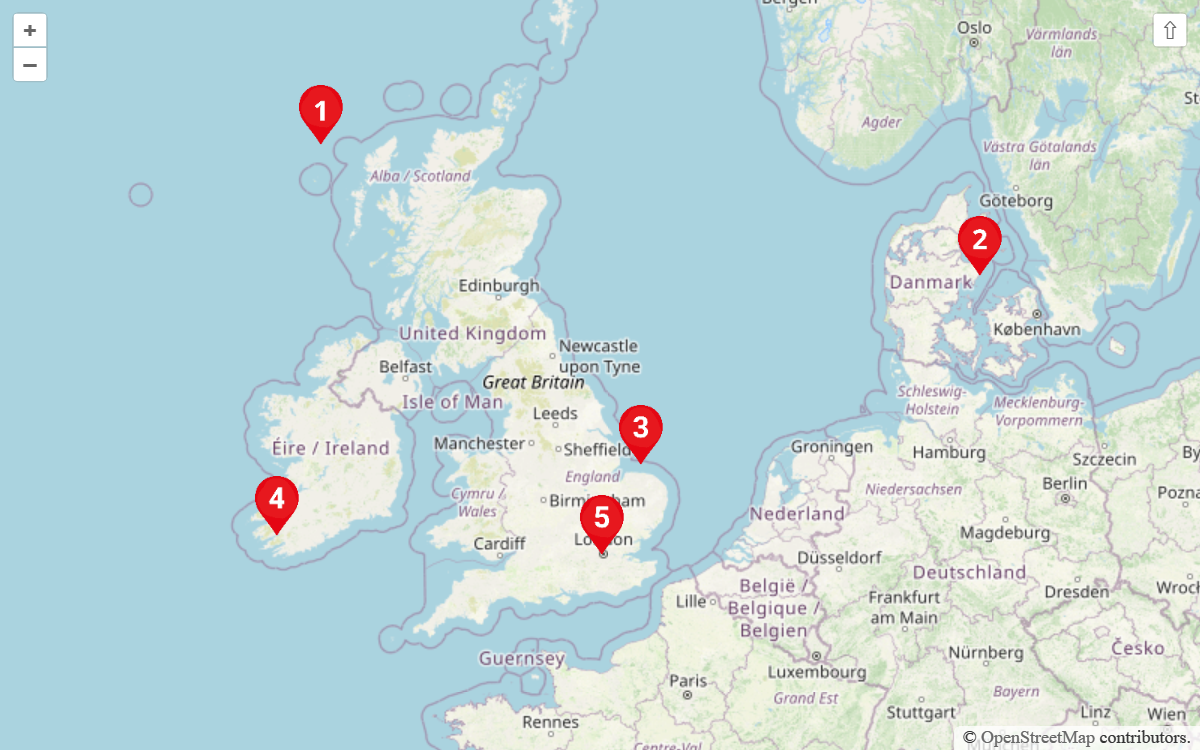 +
−
⇧
Bergen
Oslo
Värmlands
län
1
Agder
Västra Götalands
län
Alba / Scotland
Göteborg
2
Danmark
Edinburgh
København
United Kingdom
Newcastle
upon Tyne
Belfast
Great Britain
Isle of Man
Schleswig-
Holstein
Mecklenburg-
Vorpommern
Leeds
3
Manchester
Sheffield
Éire / Ireland
Groningen
Hamburg
Szczecin
England
Berlin
Niedersachsen
Cymru /
Wales
4
Birmingham
Nederland
5
London
Cardiff
Magdeburg
Düsseldorf
Deutschland
België /
Belgique /
Belgien
Lille
Frankfurt
am Main
Dresden
Česko
Guernsey
Nürnberg
Luxembourg
Paris
Grand Est
Bayern
Stuttgart
Linz
Wien
Rennes
Centre-Val
© OpenStreetMap contributors.